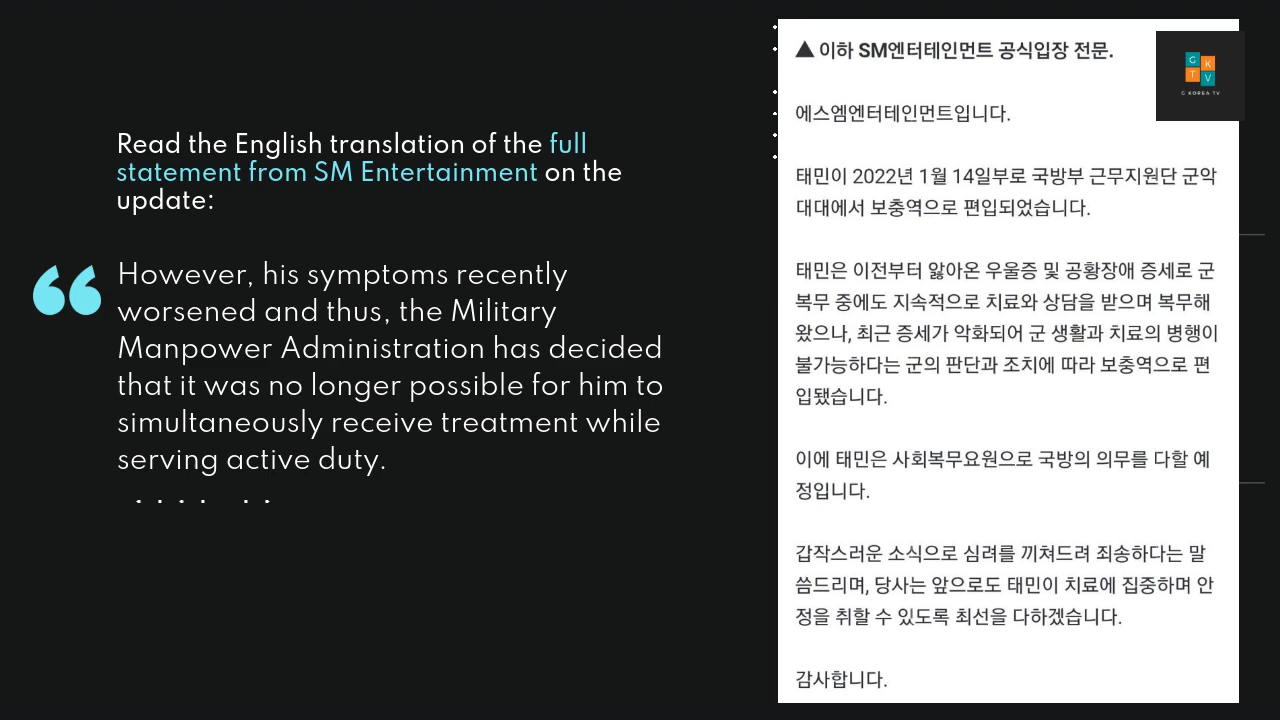 Read the English translation of the full
statement from SM Entertainment on the
update:
However, his symptoms recently
worsened and thus, the Military
Manpower Administration has decided
that it was no longer possible for him to
simultaneously receive treatment while
serving active duty.
▲ 이하 SM엔터테인먼트 공식입장 전문.
에스엠엔터테인먼트입니다.
태민이 2022년 1월 14일부로 국방부 근무지원단 군악
대대에서 보충역으로 편입되었습니다.
태민은 이전부터 앓아온 우울증 및 공황장애 증세로 군
복무 중에도 지속적으로 치료와 상담을 받으며 복무해
왔으나, 최근 증세가 악화되어 군 생활과 치료의 병행이
불가능하다는 군의 판단과 조치에 따라 보충역으로 편
입됐습니다.
이에 태민은 사회복무요원으로 국방의 의무를 다할 예
정입니다.
갑작스러운 소식으로 심려를 끼쳐드려 죄송하다는 말
씀드리며, 당사는 앞으로도 태민이 치료에 집중하며 안
정을 취할 수 있도록 최선을 다하겠습니다.
감사합니다.
G K
T V
G KOREA TV